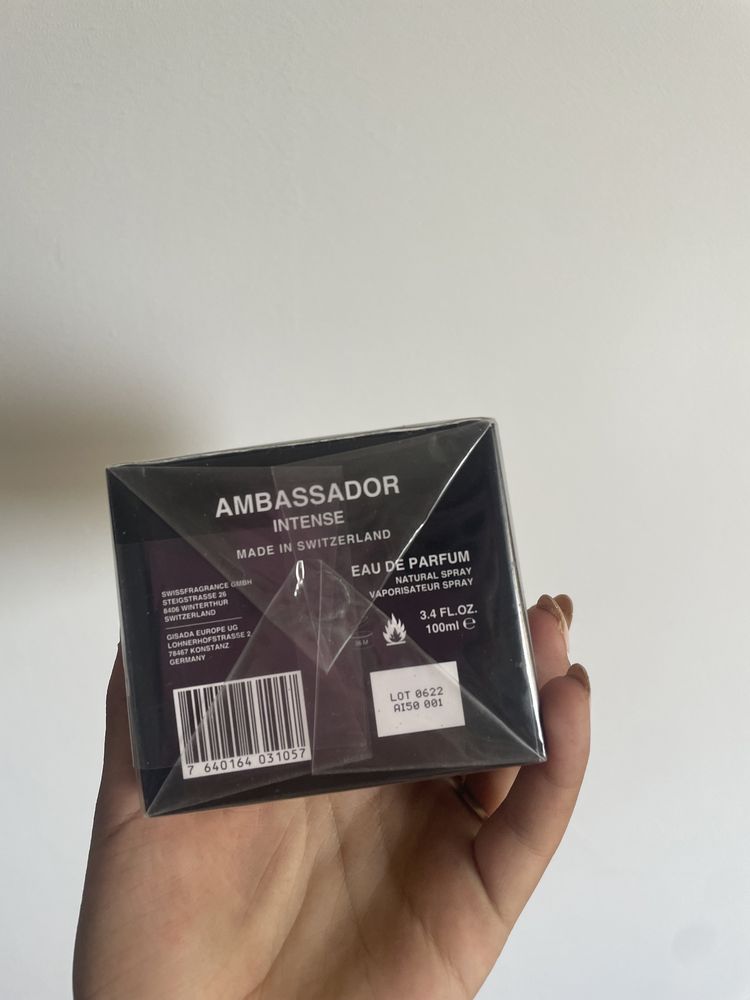 AMBASSADOR
INTENSE
MADE IN SWITZERLAND
EAU DE PARFUM
NATURAL SPRAY
VAPORISATEUR SPRAY
3.4 FL.OZ.
100ml ℮
SWISSFRAGRANCE GMBH
STEIGSTRASSE 26
8406 WINTERTHUR
SWITZERLAND
GISADA EUROPE UG
LOHNERHOFSTRASSE 2
78467 KONSTANZ
GERMANY
36 M
LOT 0622
AI50 001
7 640164 031057